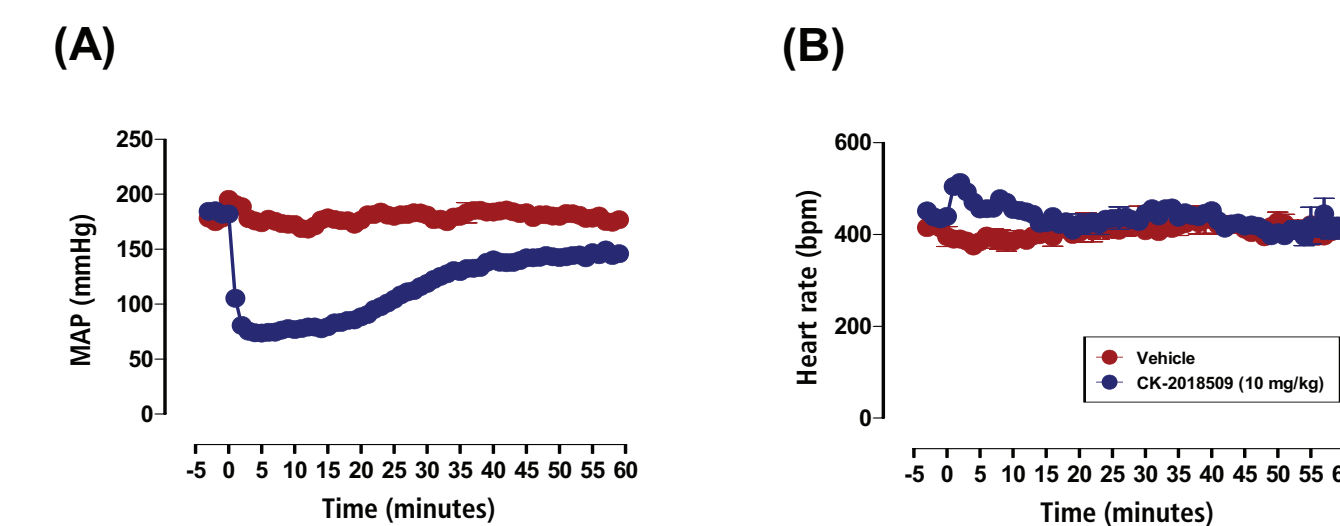 (A)
(B)
MAP (mmHg)
250
200
150
100
50
0
-5 0 5 10 15 20 25 30 35 40 45 50 55 60
Time (minutes)
Heart rate (bpm)
600
400
200
0
Vehicle
CK-2018509 (10 mg/kg)
-5 0 5 10 15 20 25 30 35 40 45 50 55
Time (minutes)